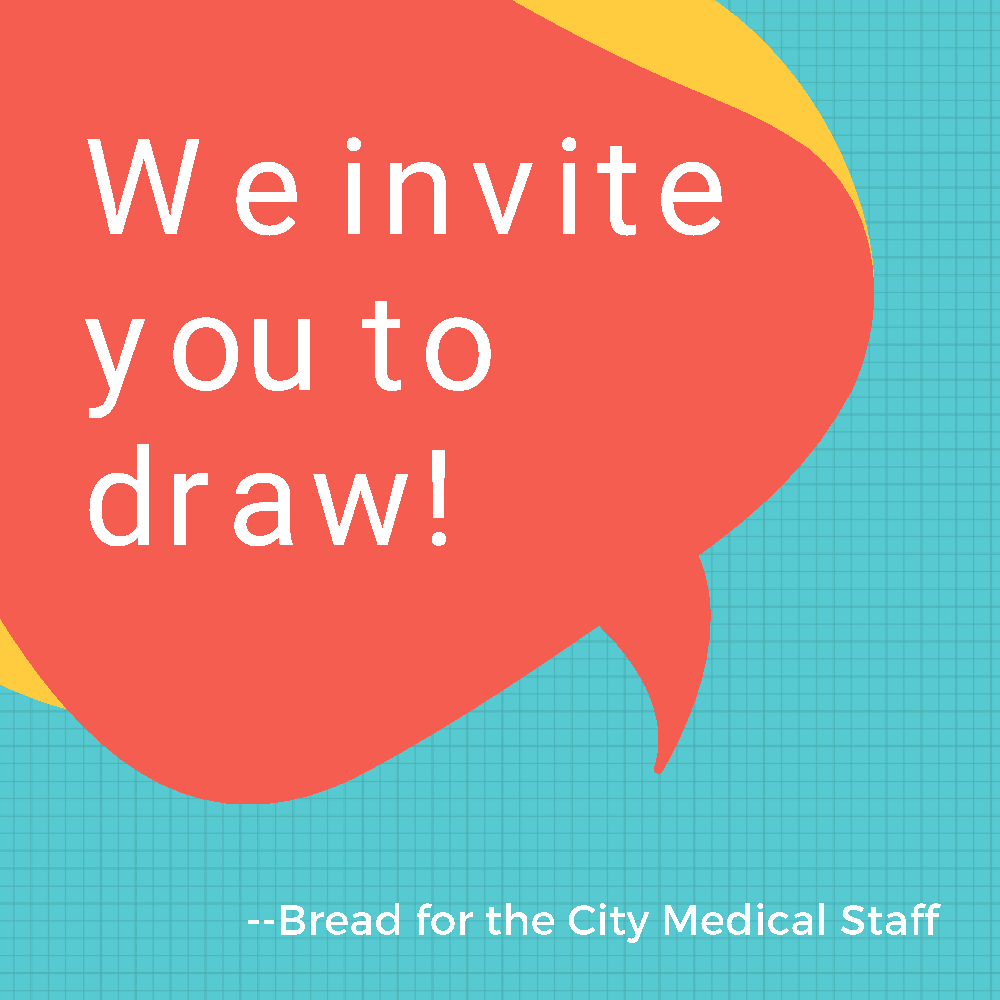 We invite
you to
draw!
--Bread for the City Medical Staff